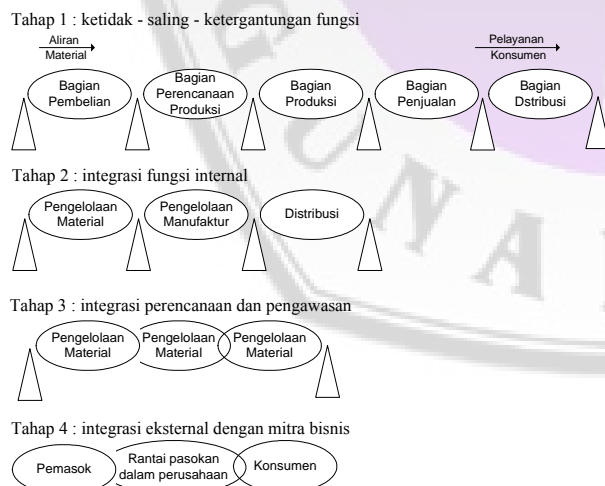 Tahap 1 : ketidak - saling - ketergantungan fungsi
Aliran
Material
Pelayanan
Konsumen
Bagian
Pembelian
Bagian
Perencanaan
Produksi
Bagian
Produksi
Bagian
Penjualan
Bagian
Dstribusi
Tahap 2 : integrasi fungsi internal
Pengelolaan
Material
Pengelolaan
Manufaktur
Distribusi
Tahap 3 : integrasi perencanaan dan pengawasan
Pengelolaan
Material
Pengelolaan
Material
Pengelolaan
Material
Tahap 4 : integrasi eksternal dengan mitra bisnis
Pemasok
Rantai pasokan
dalam perusahaan
Konsumen
G U N A